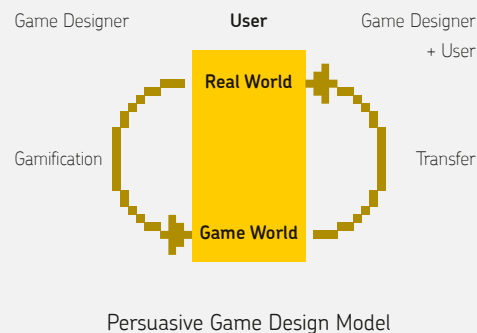 Game Designer
User
Game Designer
+ User
Real World
Gamification
Transfer
Game World
Persuasive Game Design Model